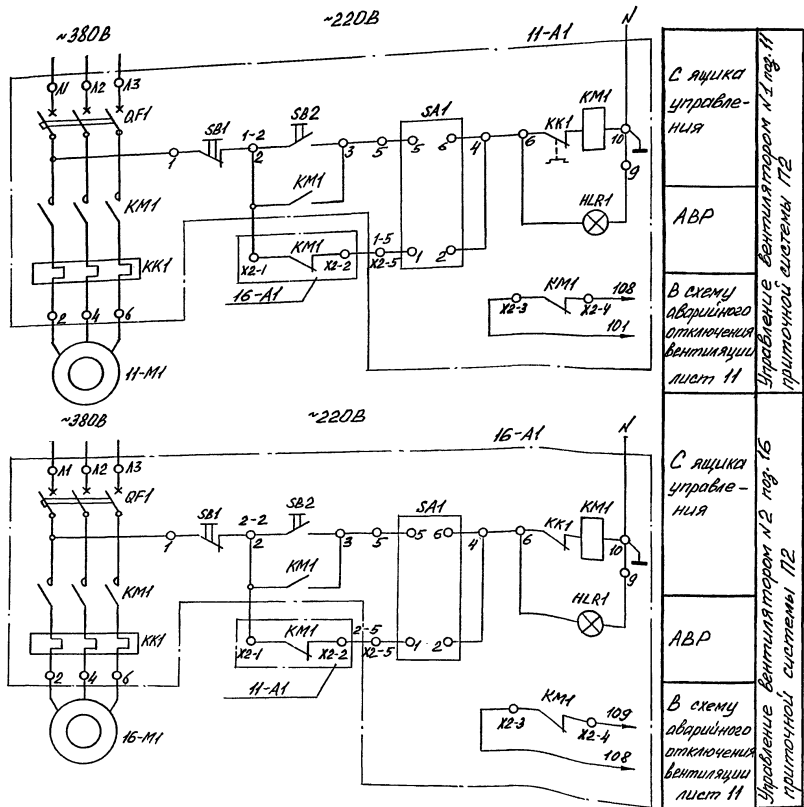 ~380В
~220В
N
11-А1
Л1 Л2 Л3
QF1
SB1
1-2
SB2
SA1
KK1
KM1
1
2
3
5
5
6
4
6
10
9
KM1
KM1
HLR1
KM1
1-5
KK1
X2-1
X2-2
X2-5
1
2
16-А1
KM1
108
X2-3
X2-4
101
2 4 6
11-М1
С ящика
управле-
ния
АВР
В схему
аварийного
отключения
вентиляции
лист 11
Управление вентилятором N1 поз. 11
приточной системы П2
~380В
~220В
N
16-А1
Л1 Л2 Л3
QF1
SB1
2-2
SB2
SA1
KK1
KM1
1
2
3
5
5
6
4
6
10
9
KM1
KM1
HLR1
KM1
2-5
KK1
X2-1
X2-2
X2-5
1
2
11-А1
KM1
109
X2-3
X2-4
108
2 4 6
16-М1
С ящика
управле-
ния
АВР
В схему
аварийного
отключения
вентиляции
лист 11
Управление вентилятором N2 поз. 16
приточной системы П2